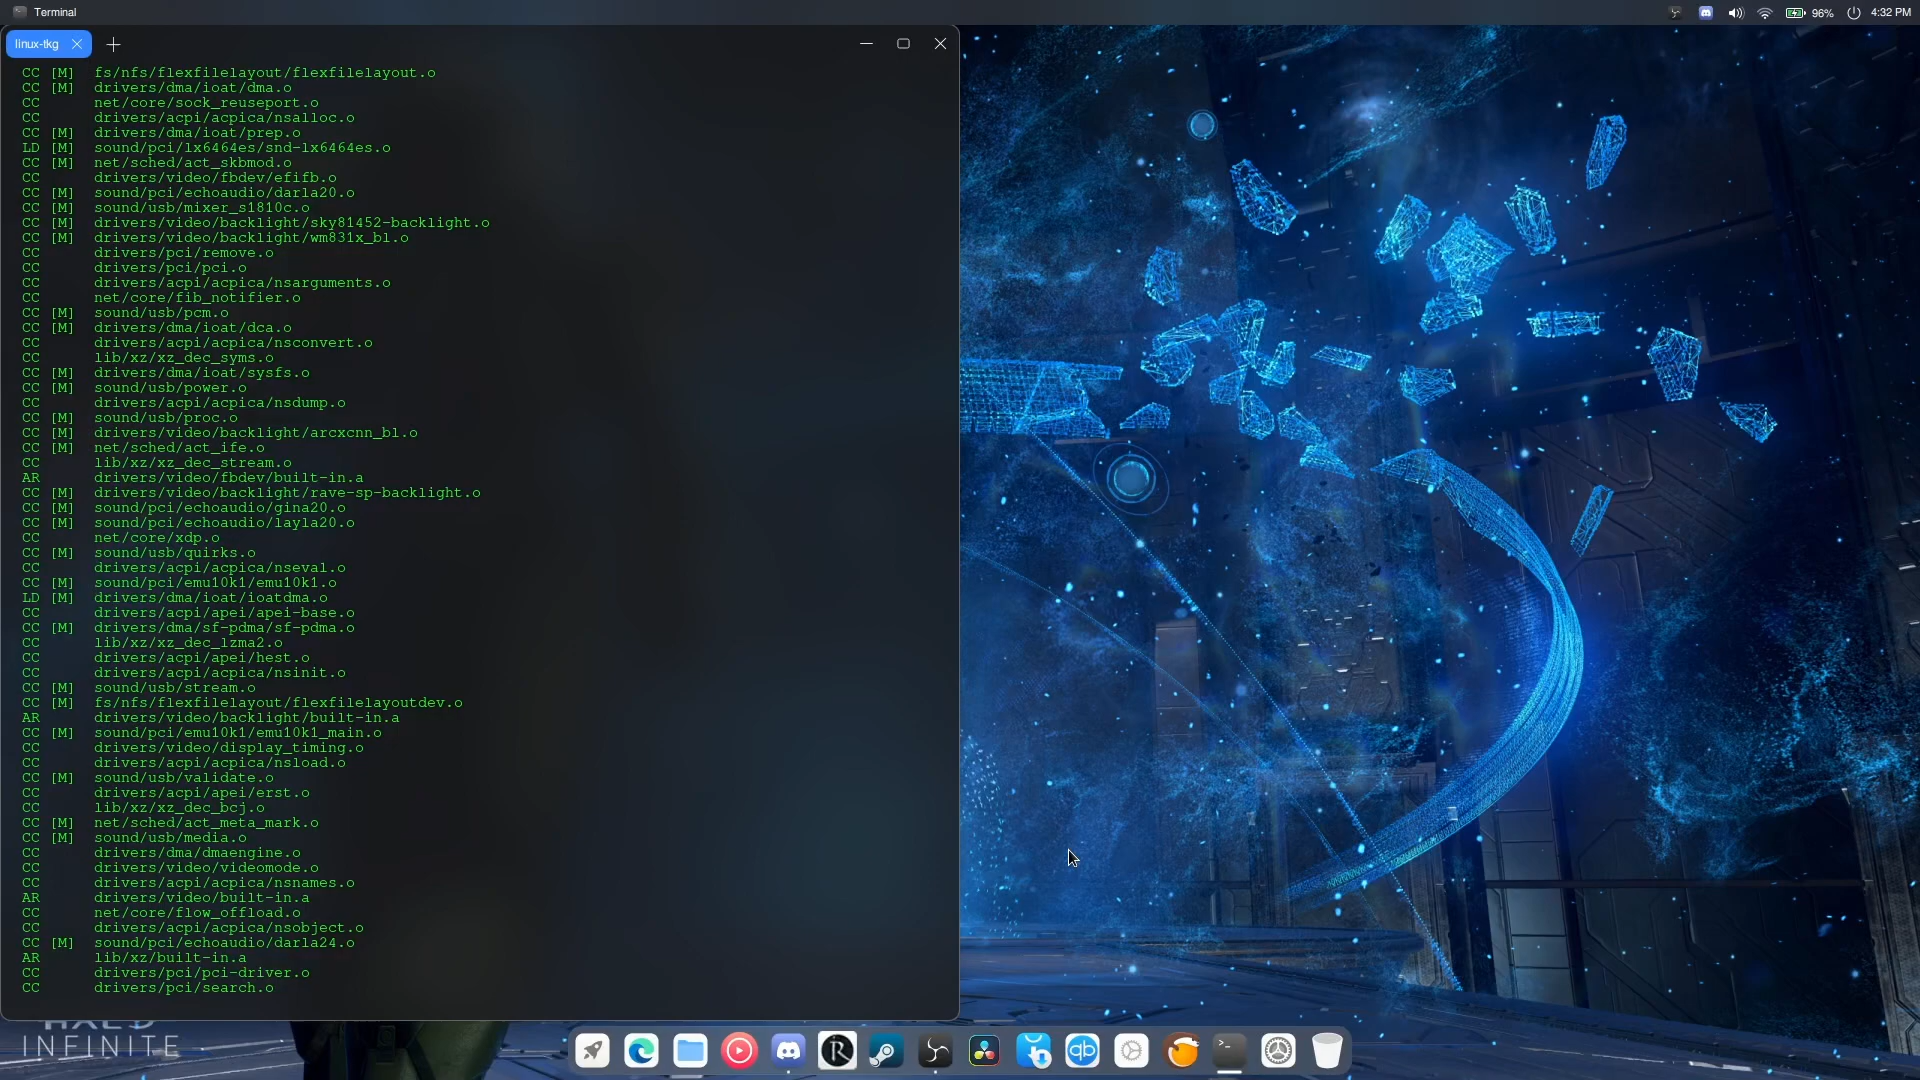 Terminal
96%
4:32 PM
linux-tkg
CC [M] fs/nfs/flexfilelayout/flexfilelayout.o
CC [M] drivers/dma/ioat/dma.o
CC net/core/sock_reuseport.o
CC drivers/acpi/acpica/nsalloc.o
CC [M] drivers/dma/ioat/prep.o
LD [M] sound/pci/lx6464es/snd-lx6464es.o
CC [M] net/sched/act_skbmod.o
CC drivers/video/fbdev/efifb.o
CC [M] sound/pci/echoaudio/darla20.o
CC [M] sound/usb/mixer_s1810c.o
CC [M] drivers/video/backlight/sky81452-backlight.o
CC [M] drivers/video/backlight/wm831x_bl.o
CC drivers/pci/remove.o
CC drivers/pci/pci.o
CC drivers/acpi/acpica/nsarguments.o
CC net/core/fib_notifier.o
CC [M] sound/usb/pcm.o
CC [M] drivers/dma/ioat/dca.o
CC drivers/acpi/acpica/nsconvert.o
CC lib/xz/xz_dec_syms.o
CC [M] drivers/dma/ioat/sysfs.o
CC [M] sound/usb/power.o
CC drivers/acpi/acpica/nsdump.o
CC [M] sound/usb/proc.o
CC [M] drivers/video/backlight/arcxcnn_bl.o
CC [M] net/sched/act_ife.o
CC lib/xz/xz_dec_stream.o
AR drivers/video/fbdev/built-in.a
CC [M] drivers/video/backlight/rave-sp-backlight.o
CC [M] sound/pci/echoaudio/gina20.o
CC [M] sound/pci/echoaudio/layla20.o
CC net/core/xdp.o
CC [M] sound/usb/quirks.o
CC drivers/acpi/acpica/nseval.o
CC [M] sound/pci/emu10k1/emu10k1.o
LD [M] drivers/dma/ioat/ioatdma.o
CC drivers/acpi/apei/apei-base.o
CC [M] drivers/dma/sf-pdma/sf-pdma.o
CC lib/xz/xz_dec_lzma2.o
CC drivers/acpi/apei/hest.o
CC drivers/acpi/acpica/nsinit.o
CC [M] sound/usb/stream.o
CC [M] fs/nfs/flexfilelayout/flexfilelayoutdev.o
AR drivers/video/backlight/built-in.a
CC [M] sound/pci/emu10k1/emu10k1_main.o
CC drivers/video/display_timing.o
CC drivers/acpi/acpica/nsload.o
CC [M] sound/usb/validate.o
CC drivers/acpi/apei/erst.o
CC lib/xz/xz_dec_bcj.o
CC [M] net/sched/act_meta_mark.o
CC [M] sound/usb/media.o
CC drivers/dma/dmaengine.o
CC drivers/video/videomode.o
CC drivers/acpi/acpica/nsnames.o
AR drivers/video/built-in.a
CC net/core/flow_offload.o
CC drivers/acpi/acpica/nsobject.o
CC [M] sound/pci/echoaudio/darla24.o
AR lib/xz/built-in.a
CC drivers/pci/pci-driver.o
CC drivers/pci/search.o
INFINITE
R
qb
>_